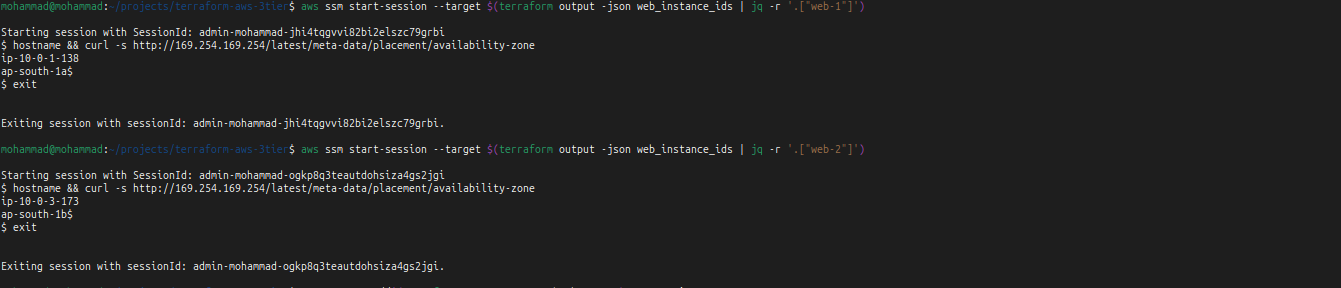 mohammad@mohammad:~/projects/terraform-aws-3tier$ aws ssm start-session --target $(terraform output -json web_instance_ids | jq -r '.["web-1"]')
Starting session with SessionId: admin-mohammad-jhi4tqgvvi82bi2elszc79grbi
$ hostname && curl -s http://169.254.169.254/latest/meta-data/placement/availability-zone
ip-10-0-1-138
ap-south-1a$
$ exit
Exiting session with sessionId: admin-mohammad-jhi4tqgvvi82bi2elszc79grbi.
mohammad@mohammad:~/projects/terraform-aws-3tier$ aws ssm start-session --target $(terraform output -json web_instance_ids | jq -r '.["web-2"]')
Starting session with SessionId: admin-mohammad-ogkp8q3teautdohsiza4gs2jgi
$ hostname && curl -s http://169.254.169.254/latest/meta-data/placement/availability-zone
ip-10-0-3-173
ap-south-1b$
$ exit
Exiting session with sessionId: admin-mohammad-ogkp8q3teautdohsiza4gs2jgi.